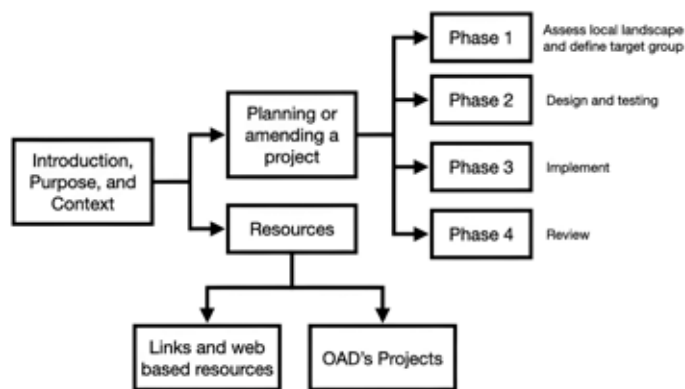 Introduction,
Purpose, and
Context
Planning or
amending a
project
Resources
Phase 1
Assess local landscape
and define target group
Phase 2
Design and testing
Phase 3
Implement
Phase 4
Review
Links and web
based resources
OAD's Projects